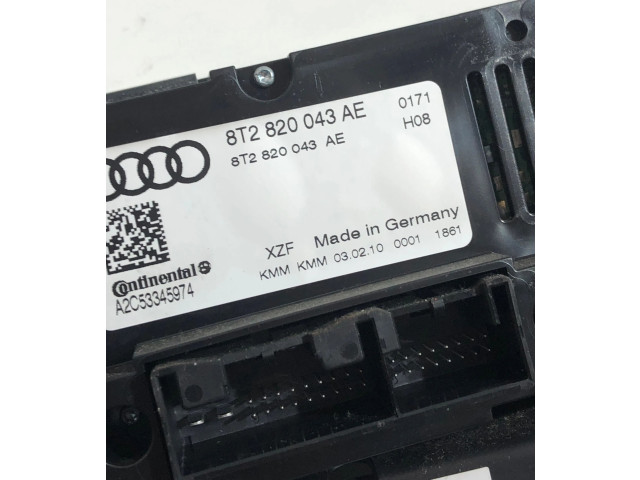 8T2 820 043 AE 0171
8T2 820 043 AE H08
XZF Made in Germany
KMM KMM 03.02.10 0001 1861
Continental
A2C53345974